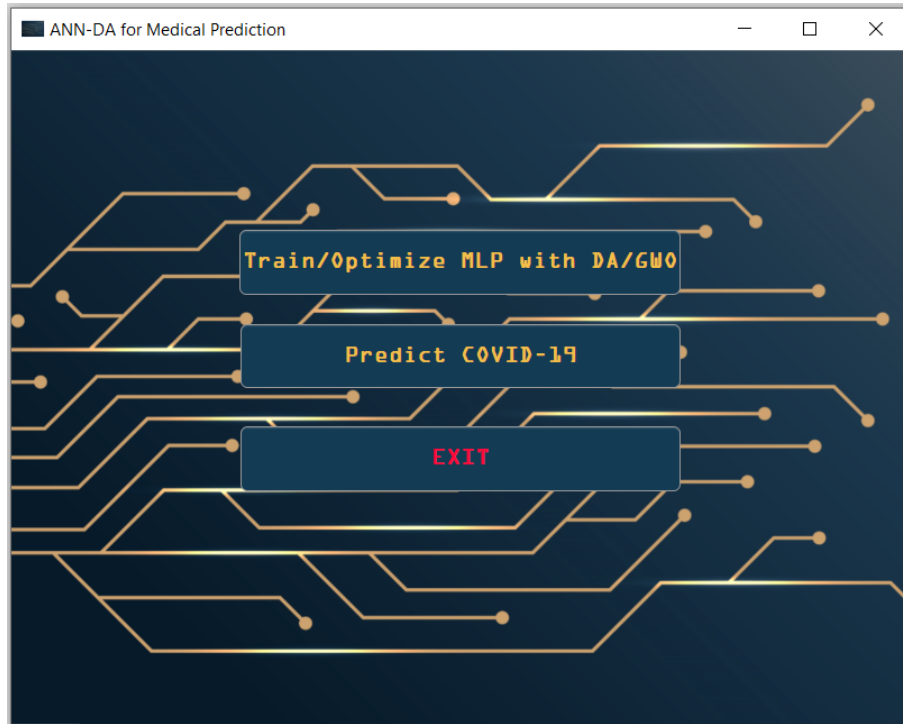 ANN-DA for Medical Prediction
Train/Optimize MLP with DA/GWO
Predict COVID-19
EXIT